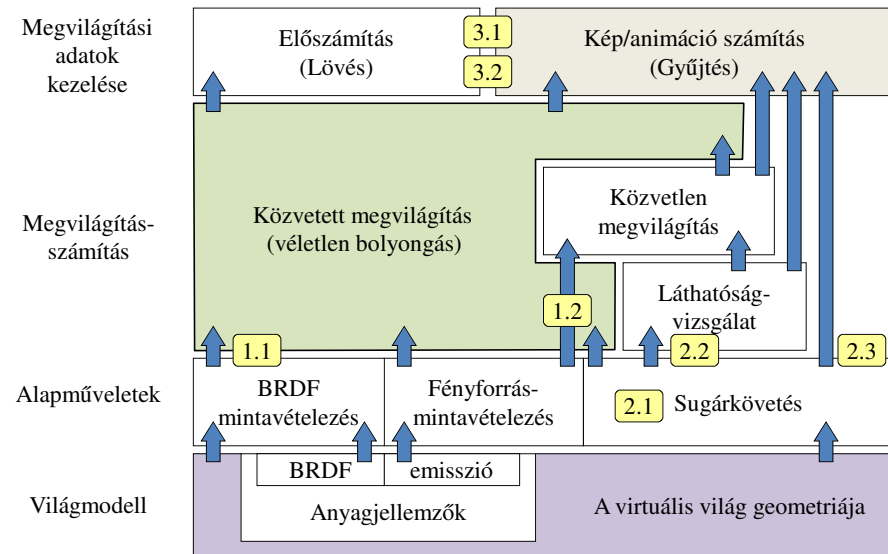 Megvilágítási
adatok
kezelése
Előszámítás
(Lövés)
3.1
3.2
Kép/animáció számítás
(Gyűjtés)
Megvilágítás-
számítás
Közvetett megvilágítás
(véletlen bolyongás)
Közvetlen
megvilágítás
Láthatóság-
vizsgálat
1.1
1.2
2.2
2.3
Alapműveletek
BRDF
mintavételezés
Fényforrás-
mintavételezés
2.1
Sugárkövetés
Világmodell
BRDF
emisszió
Anyagjellemzők
A virtuális világ geometriája